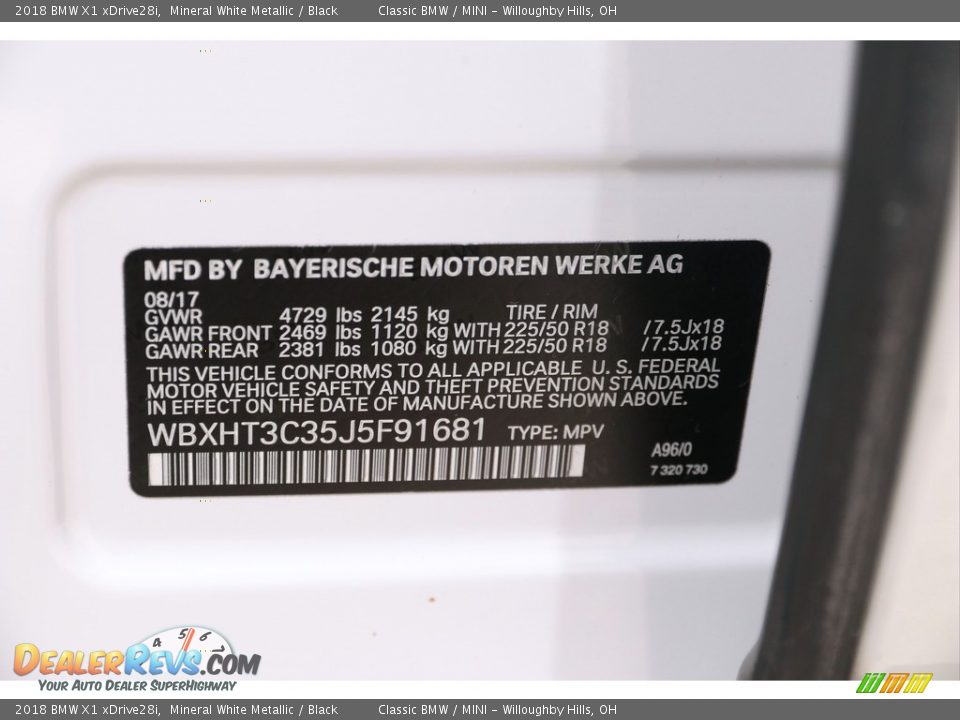 2018 BMW X1 xDrive28i, Mineral White Metallic / Black Classic BMW / MINI - Willoughby Hills, OH
MFD BY BAYERISCHE MOTOREN WERKE AG
08/17
GVWR 4729 lbs 2145 kg TIRE / RIM
GAWR FRONT 2469 lbs 1120 kg WITH 225/50 R18 /7.5Jx18
GAWR REAR 2381 lbs 1080 kg WITH 225/50 R18 /7.5Jx18
THIS VEHICLE CONFORMS TO ALL APPLICABLE U. S. FEDERAL
MOTOR VEHICLE SAFETY AND THEFT PREVENTION STANDARDS
IN EFFECT ON THE DATE OF MANUFACTURE SHOWN ABOVE.
WBXHT3C35J5F91681 TYPE: MPV
A96/0
7 320 730
4 5 6
DEALERREVS.COM
YOUR AUTO DEALER SUPERHIGHWAY
2018 BMW X1 xDrive28i, Mineral White Metallic / Black Classic BMW / MINI - Willoughby Hills, OH